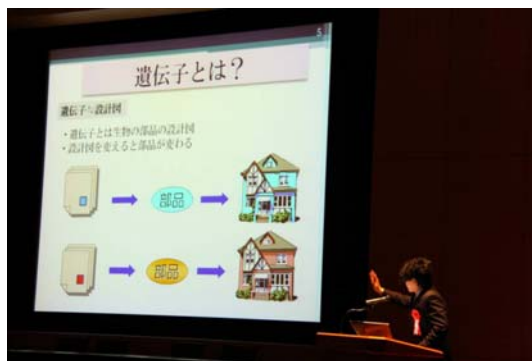 5
遺伝子とは？
遺伝子≒設計図
・遺伝子とは生物の部品の設計図
・設計図を変えると部品が変わる
部品
部品